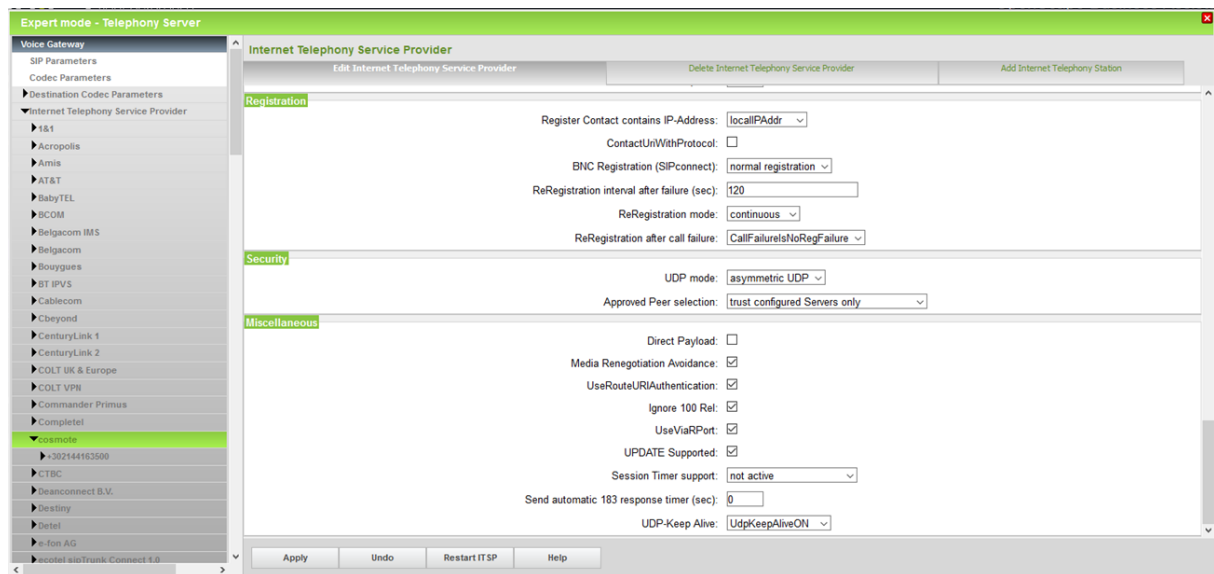 Expert mode - Telephony Server
Voice Gateway
SIP Parameters
Codec Parameters
Destination Codec Parameters
Internet Telephony Service Provider
1&1
Acropolis
Amis
AT&T
BabyTEL
BCOM
Belgacom IMS
Belgacom
Bouygues
BT IPVS
Cablecom
Cbeyond
CenturyLink 1
CenturyLink 2
COLT UK & Europe
COLT VPN
Commander Primus
Completel
cosmote
+302144163500
CTBC
Deanconnect B.V.
Destiny
Detel
e-fon AG
ecotel sipTrunk Connect 1.0
Internet Telephony Service Provider
Edit Internet Telephony Service Provider
Delete Internet Telephony Service Provider
Add Internet Telephony Station
Registration
Register Contact contains IP-Address: localIPAddr
ContactUriWithProtocol:
BNC Registration (SIPconnect): normal registration
ReRegistration interval after failure (sec): 120
ReRegistration mode: continuous
ReRegistration after call failure: CallFailureIsNoRegFailure
Security
UDP mode: asymmetric UDP
Approved Peer selection: trust configured Servers only
Miscellaneous
Direct Payload:
Media Renegotiation Avoidance:
UseRouteURIAuthentication:
Ignore 100 Rel:
UseViaRPort:
UPDATE Supported:
Session Timer support: not active
Send automatic 183 response timer (sec): 0
UDP-Keep Alive: UdpKeepAliveON
Apply
Undo
Restart ITSP
Help